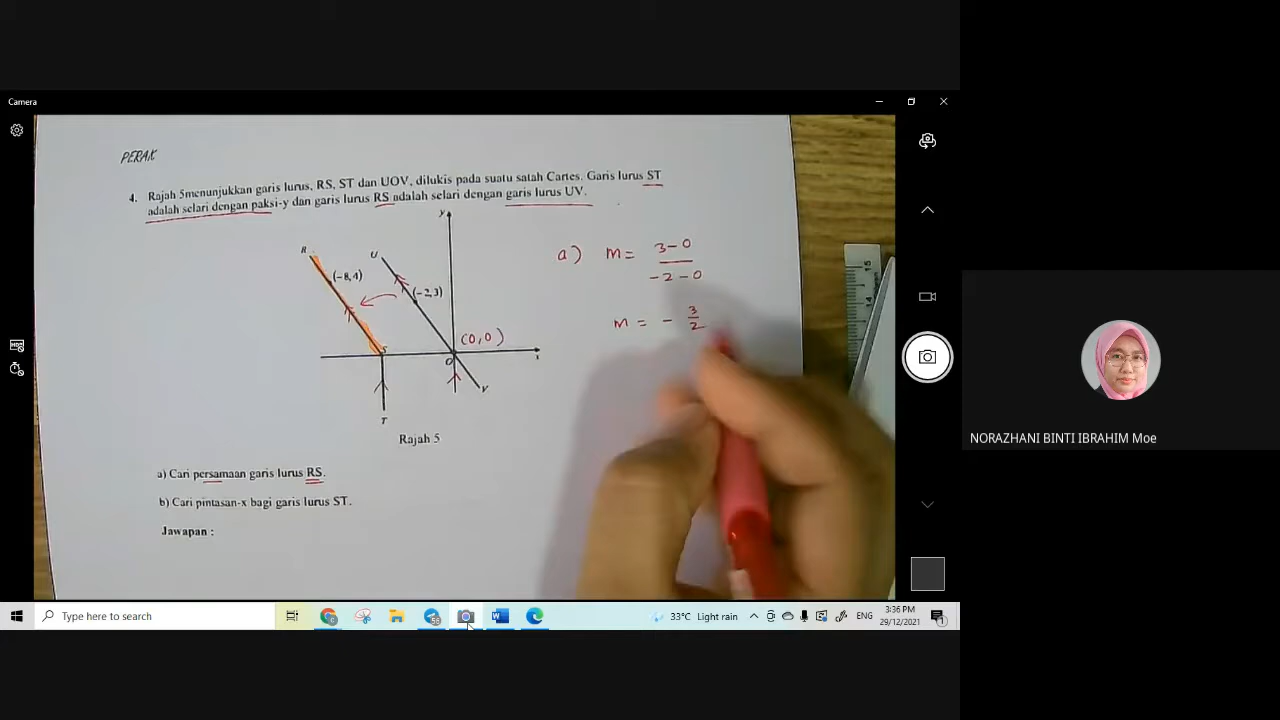 Camera
PERAK
4. Rajah 5menunjukkan garis lurus, RS, ST dan UOV, dilukis pada suatu satah Cartes. Garis lurus ST
adalah selari dengan paksi-y dan garis lurus RS adalah selari dengan garis lurus UV.
y
R
U
(-8,4)
(-2,3)
(0,0)
S
O
x
V
T
Rajah 5
a) m = 3-0
-2-0
m = - 3
2
a) Cari persamaan garis lurus RS.
b) Cari pintasan-x bagi garis lurus ST.
Jawapan :
15
14
NORAZHANI BINTI IBRAHIM Moe
Type here to search
33°C Light rain
ENG
3:36 PM
29/12/2021
1